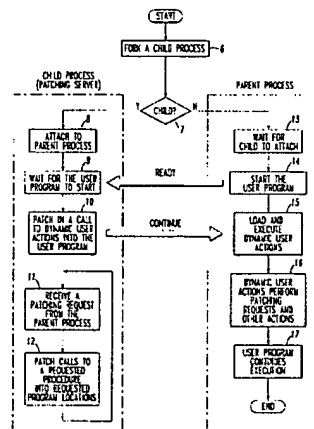 START
FORK A CHILD PROCESS
6
CHILD PROCESS
(PATCHING SERVER)
PARENT PROCESS
Y
CHILD?
N
7
8
ATTACH TO
PARENT PROCESS
13
WAIT FOR
CHILD TO ATTACH
9
WAIT FOR THE USER
PROGRAM TO START
READY
14
START THE
USER PROGRAM
10
PATCH IN A CALL
TO DYNAMIC USER
ACTIONS INTO THE
USER PROGRAM
CONTINUE
15
LOAD AND
EXECUTE
DYNAMIC USER
ACTIONS
16
DYNAMIC USER
ACTIONS PERFORM
PATCHING
REQUESTS AND
OTHER ACTIONS
11
RECEIVE A
PATCHING REQUEST
FROM THE
PARENT PROCESS
12
PATCH CALLS TO
A REQUESTED
PROCEDURE
INTO REQUESTED
PROGRAM LOCATIONS
17
USER PROGRAM
CONTINUES
EXECUTION
END